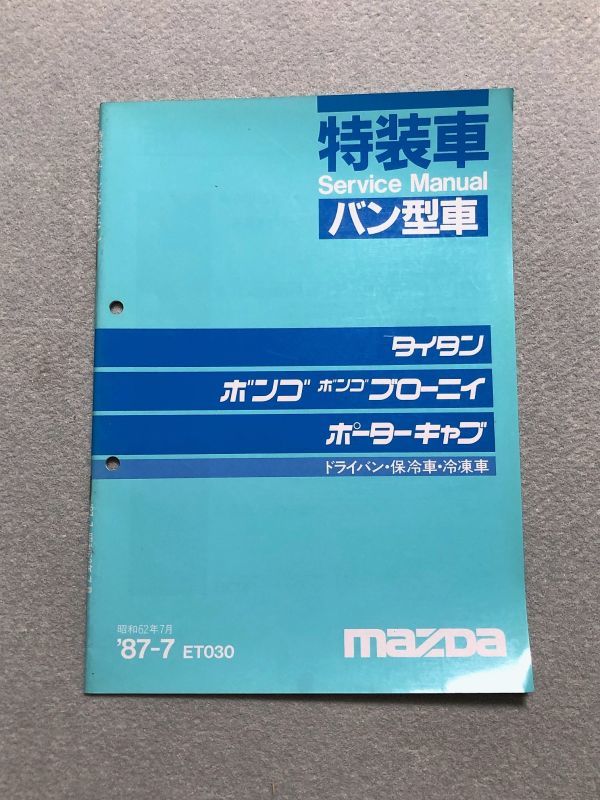 特装車
Service Manual
バン型車
タイタン
ボンゴ ボンゴ ブローニイ
ポーターキャブ
ドライバン・保冷車・冷凍車
昭和62年7月
'87-7 ET030
mazda